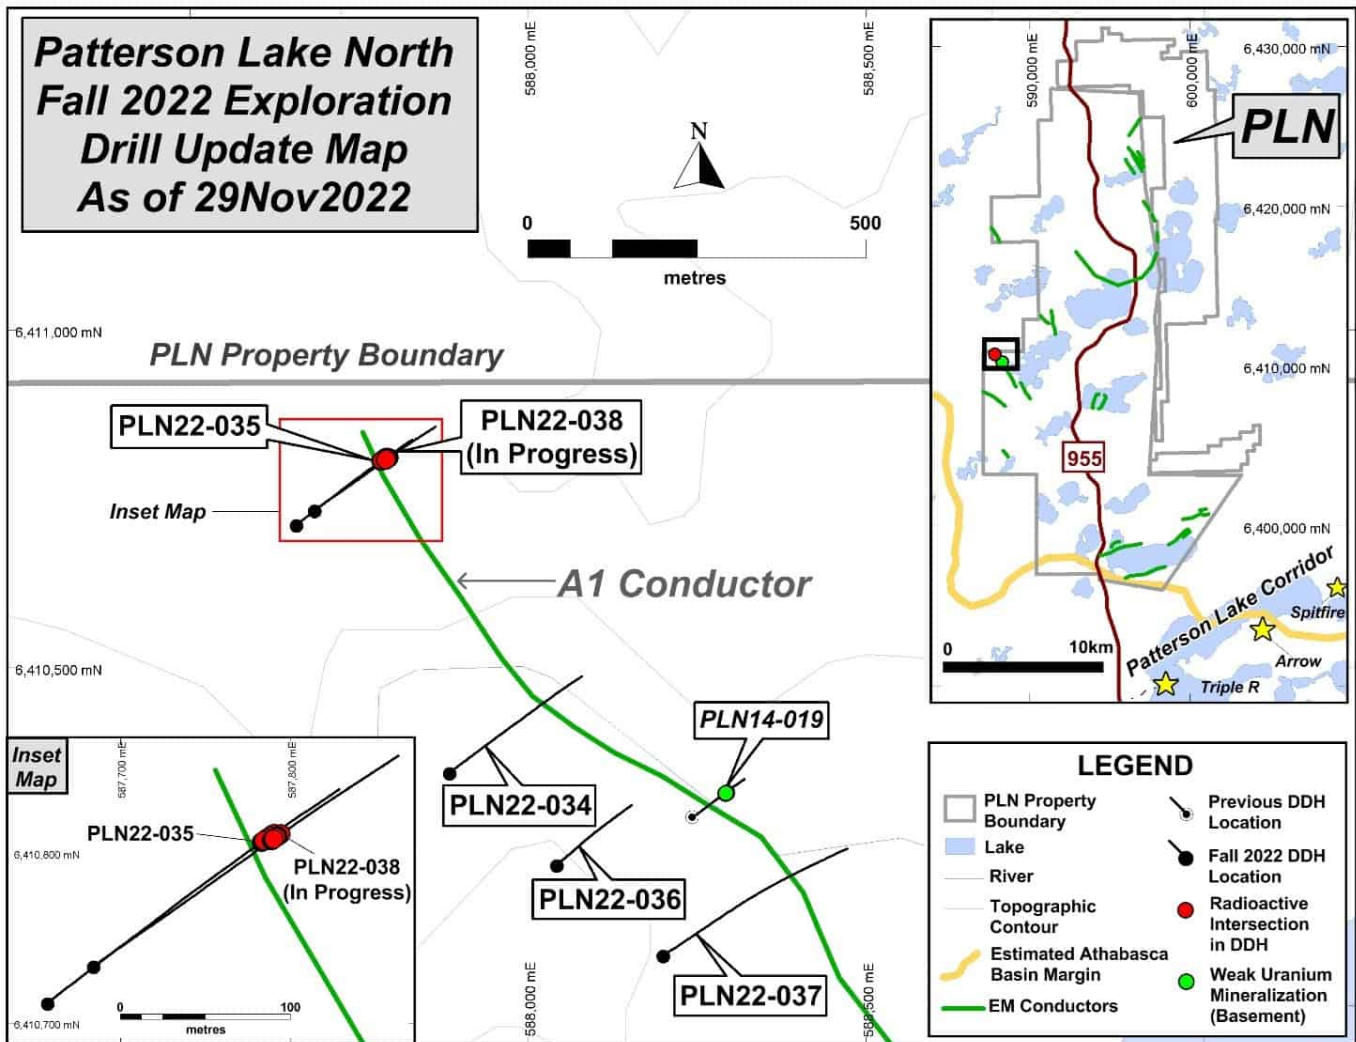 Patterson Lake North
Fall 2022 Exploration
Drill Update Map
As of 29Nov2022
588,000 mE
588,500 mE
N
0
500
metres
6,411,000 mN
PLN Property Boundary
PLN22-035
PLN22-038
(In Progress)
Inset Map
A1 Conductor
6,410,500 mN
PLN14-019
PLN22-034
PLN22-036
PLN22-037
588,000 mE
588,500 mE
Inset
Map
587,700 mE
587,800 mE
PLN22-035
PLN22-038
(In Progress)
6,410,800 mN
6,410,700 mN
0
100
metres
590,000 mE
600,000 mE
6,430,000 mN
PLN
6,420,000 mN
6,410,000 mN
955
6,400,000 mN
Patterson Lake Corridor
Spitfire
Arrow
Triple R
0
10km
LEGEND
PLN Property
Boundary
Lake
River
Topographic
Contour
Estimated Athabasca
Basin Margin
EM Conductors
Previous DDH
Location
Fall 2022 DDH
Location
Radioactive
Intersection
in DDH
Weak Uranium
Mineralization
(Basement)